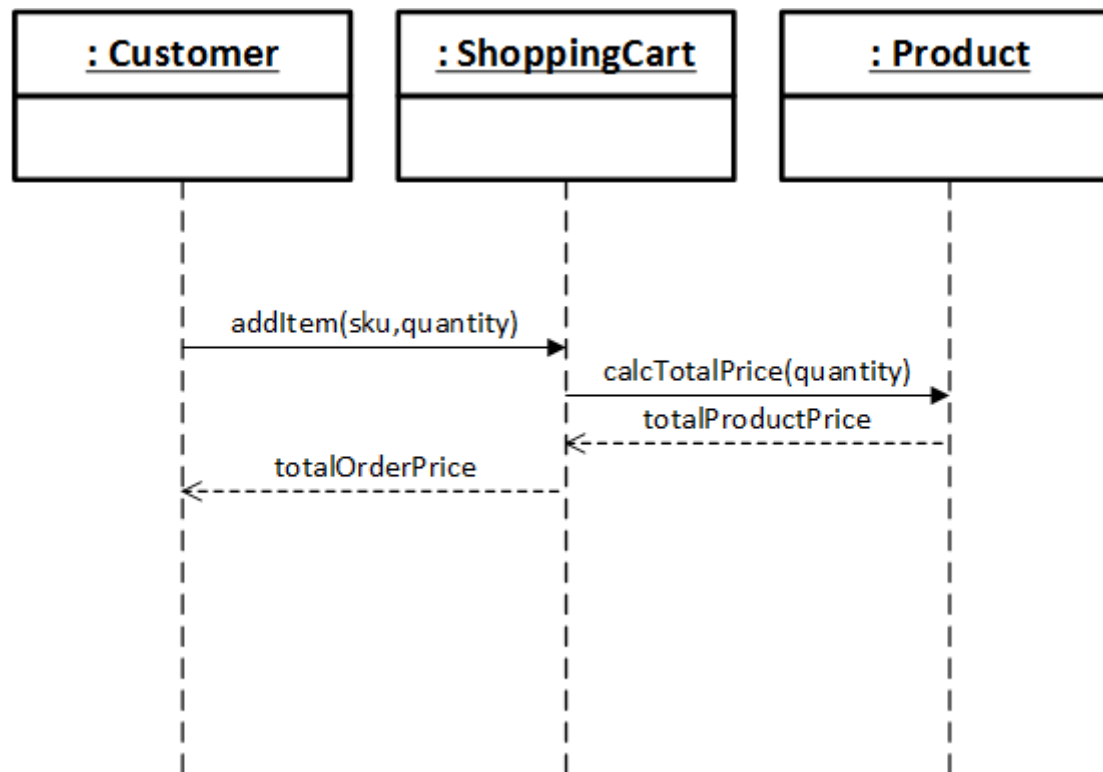 : Customer
: ShoppingCart
: Product
addItem(sku,quantity)
calcTotalPrice(quantity)
totalProductPrice
totalOrderPrice